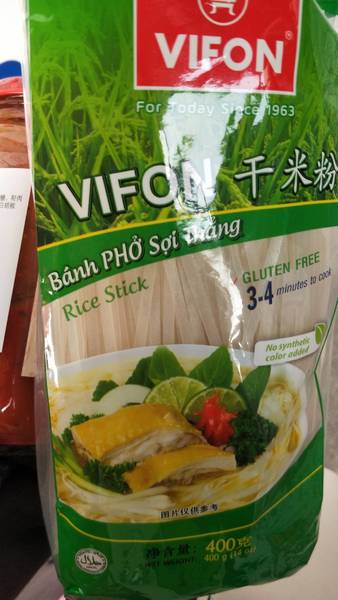 VIFON
For Today Since 1963
VIFON 干米粉
Bánh PHỞ Sợi Thẳng
Rice Stick
GLUTEN FREE
3-4 minutes to cook
No synthetic
color added
图片仅供参考
净含量: 400克
NET WEIGHT: 400 g (14 oz)